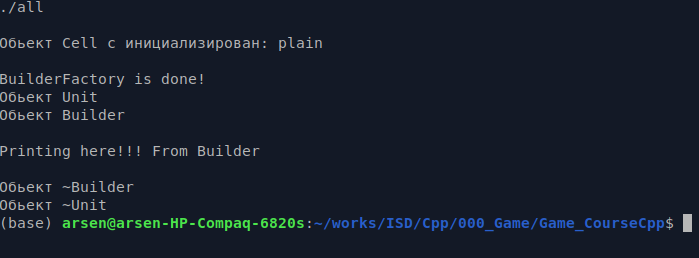 ./all
Обьект Cell с инициализирован: plain
BuilderFactory is done!
Обьект Unit
Обьект Builder
Printing here!!! From Builder
Обьект ~Builder
Обьект ~Unit
(base) arsen@arsen-HP-Compaq-6820s:~/works/ISD/Cpp/000_Game/Game_CourseCpp$